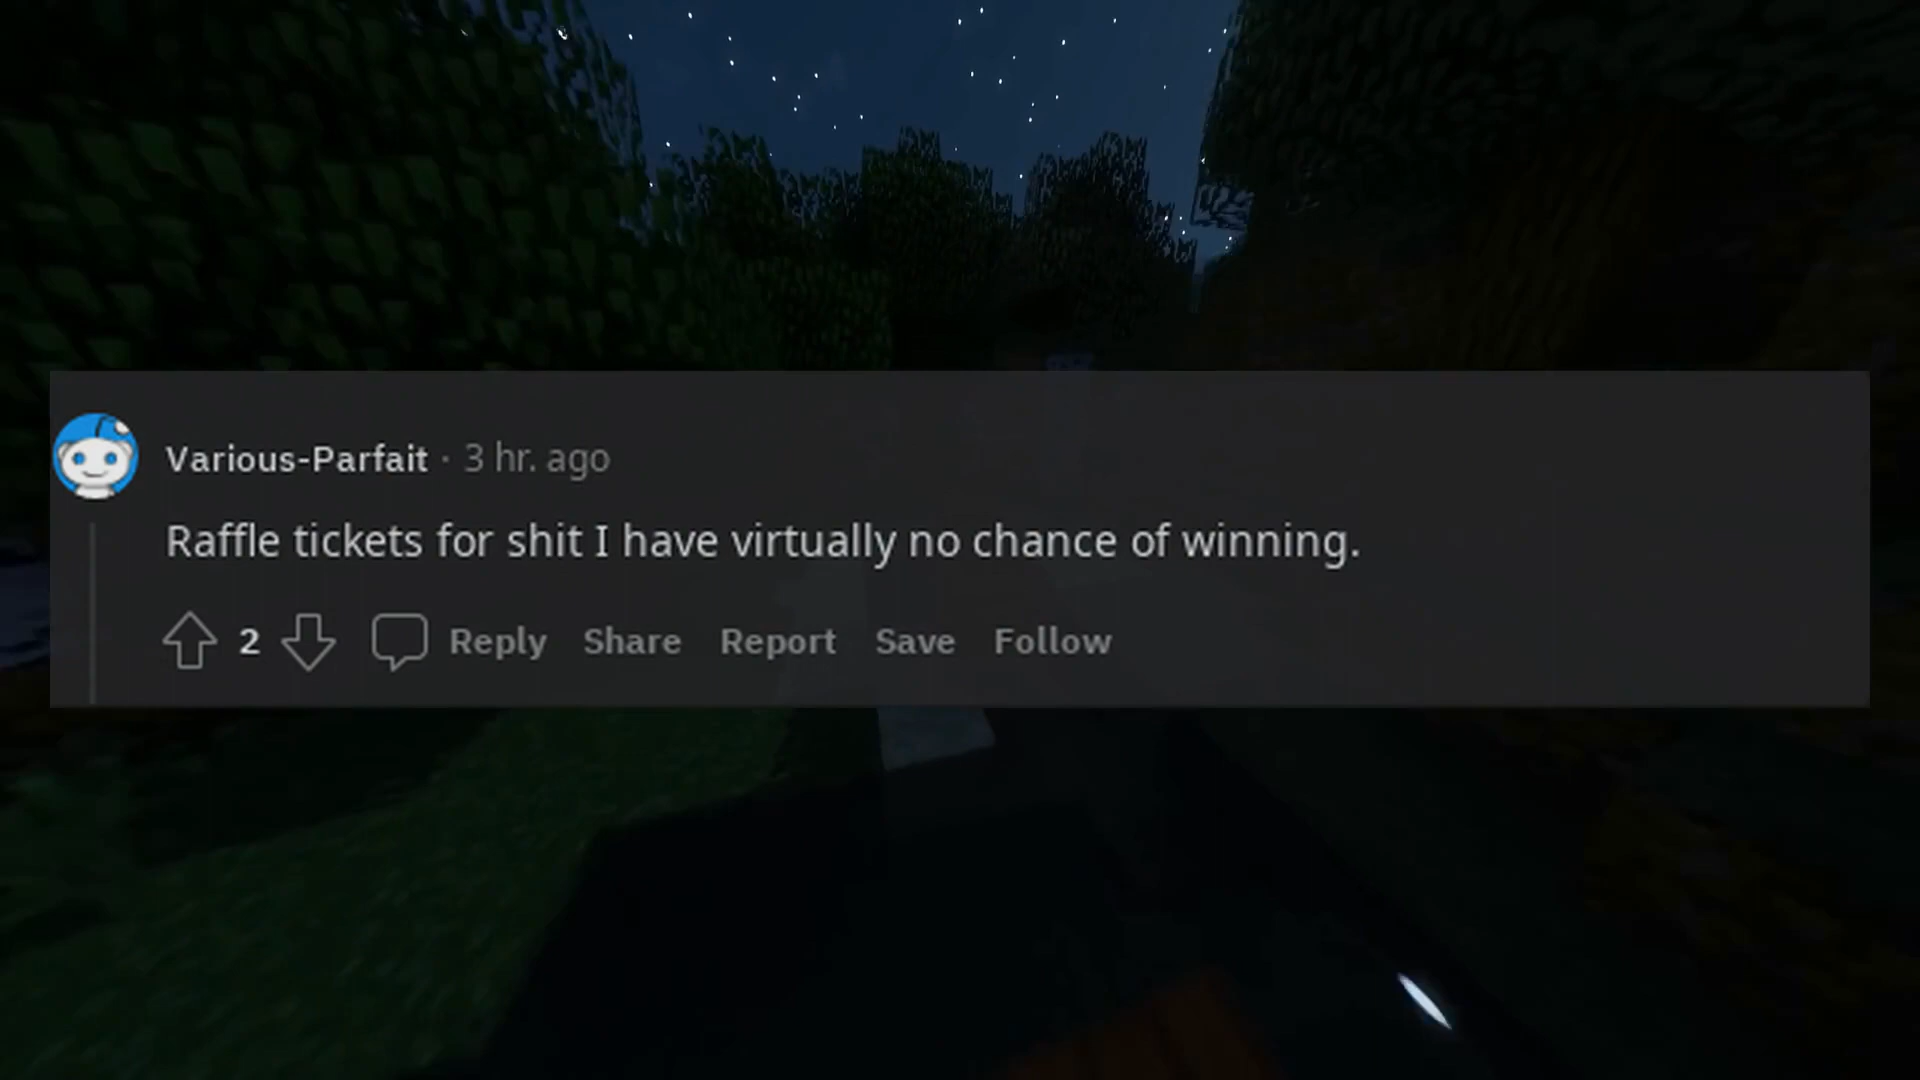 Various-Parfait · 3 hr. ago
Raffle tickets for shit I have virtually no chance of winning.
2 Reply Share Report Save Follow